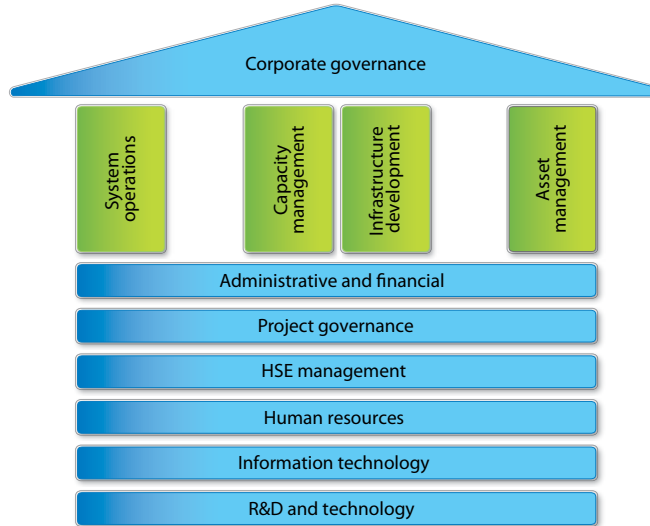 Corporate governance
System
operations
Capacity
management
Infrastructure
development
Asset
management
Administrative and financial
Project governance
HSE management
Human resources
Information technology
R&D and technology